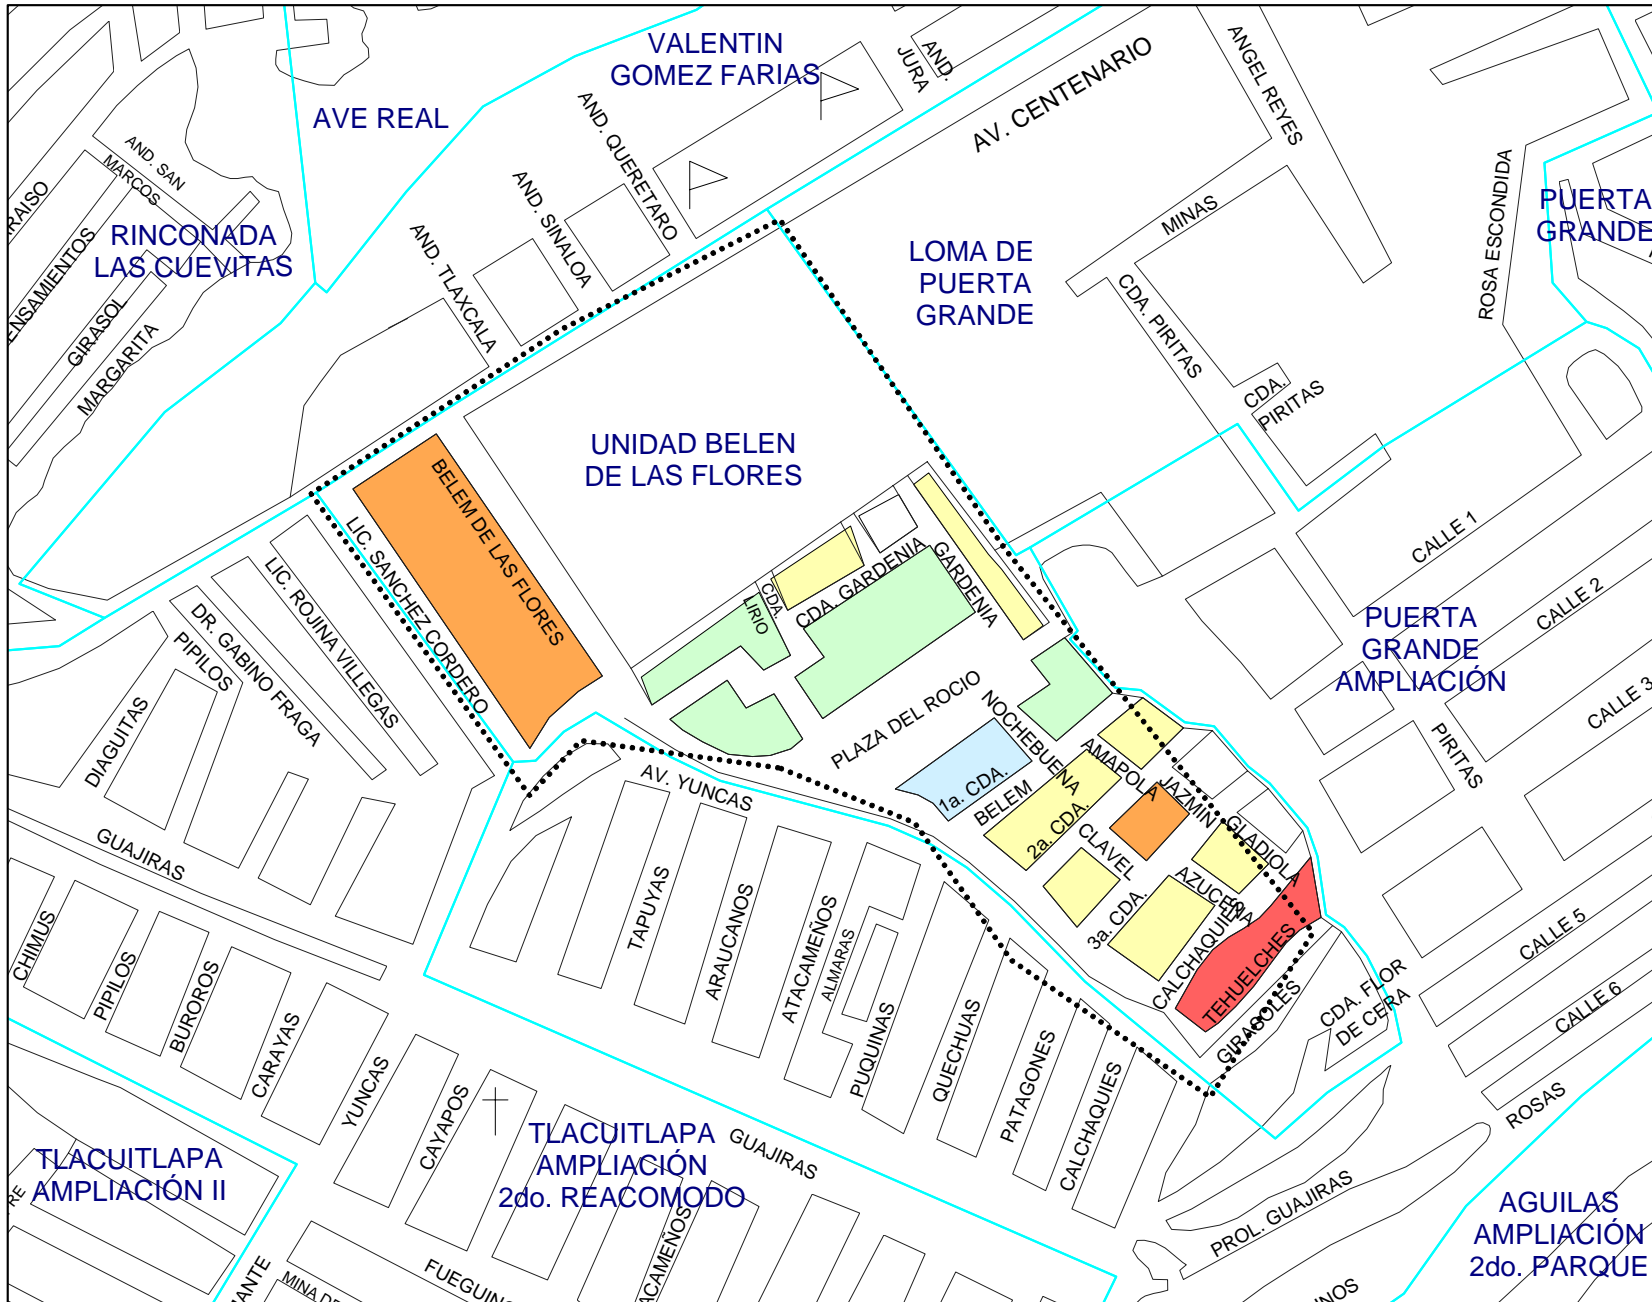 VALENTIN
GOMEZ FARIAS
AND.
JURA
AV. CENTENARIO
ANGEL REYES
AVE REAL
AND. QUERETARO
AND. SINALOA
AND. TLAXCALA
AND. SAN
MARCOS
RINCONADA
LAS CUEVITAS
GIRASOL
MARGARITA
LOMA DE
PUERTA
GRANDE
MINAS
CDA. PIRITAS
CDA.
PIRITAS
ROSA ESCONDIDA
PUERTA
GRANDE
UNIDAD BELEN
DE LAS FLORES
BELEM DE LAS FLORES
LIC. SANCHEZ CORDERO
LIC. ROJINA VILLEGAS
DR. GABINO FRAGA
PIPILOS
DIAGUITAS
GUAJIRAS
CDA.
LIRIO
CDA. GARDENIA
GARDENIA
PLAZA DEL ROCIO
NOCHEBUENA
AMAPOLA
JAZMIN
GLADIOLA
1a. CDA.
BELEM
2a. CDA.
CLAVEL
3a. CDA.
AZUCENA
CALCHAQUIES
TEHUELCHES
GIRASOLES
CDA. FLOR
DE CERA
CALLE 1
CALLE 2
CALLE 3
CALLE 5
CALLE 6
PUERTA
GRANDE
AMPLIACIÓN
PIRITAS
ROSAS
AV. YUNCAS
TAPUYAS
ARAUCANOS
ATACAMEÑOS
ALMARAS
PUQUINAS
QUECHUAS
PATAGONES
CALCHAQUIES
CHIMUS
PIPILOS
BUROROS
CARAYAS
YUNCAS
CAYAPOS
TLACUITLAPA
AMPLIACIÓN II
TLACUITLAPA
AMPLIACIÓN
2do. REACOMODO
GUAJIRAS
PROL. GUAJIRAS
AGUILAS
AMPLIACIÓN
2do. PARQUE